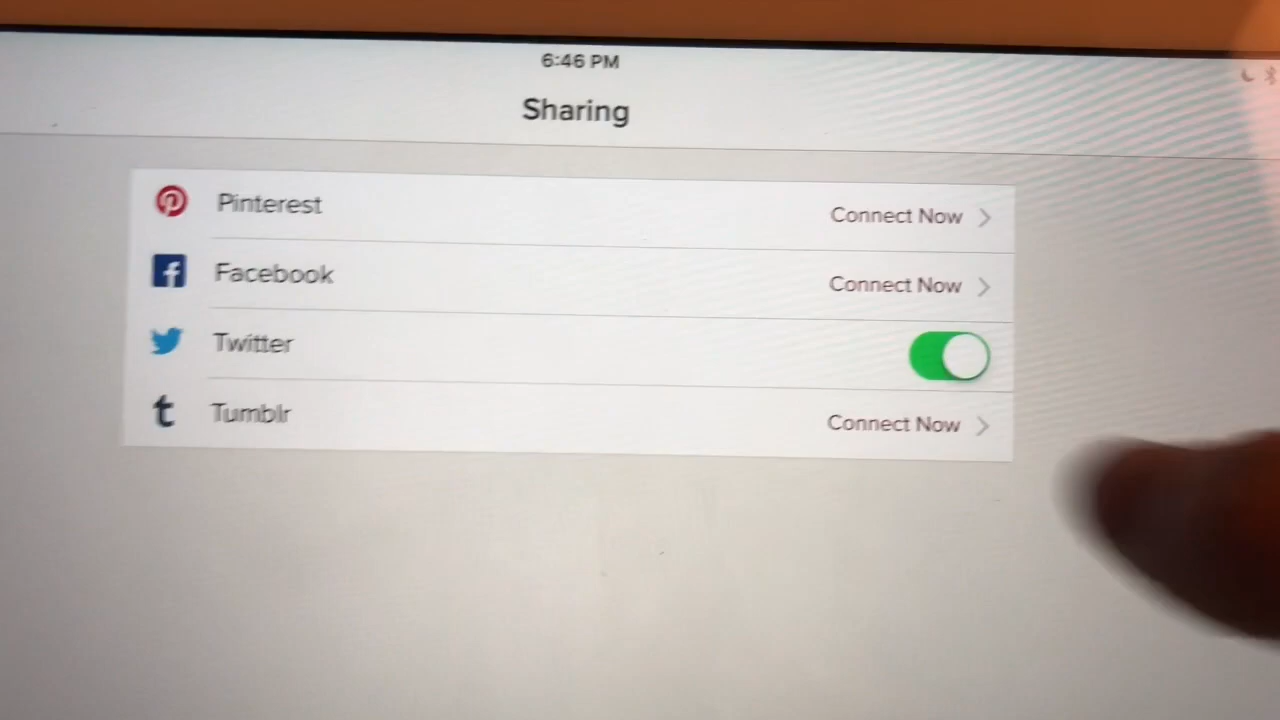 6:46 PM
Sharing
Pinterest Connect Now
Facebook Connect Now
Twitter
Tumblr Connect Now